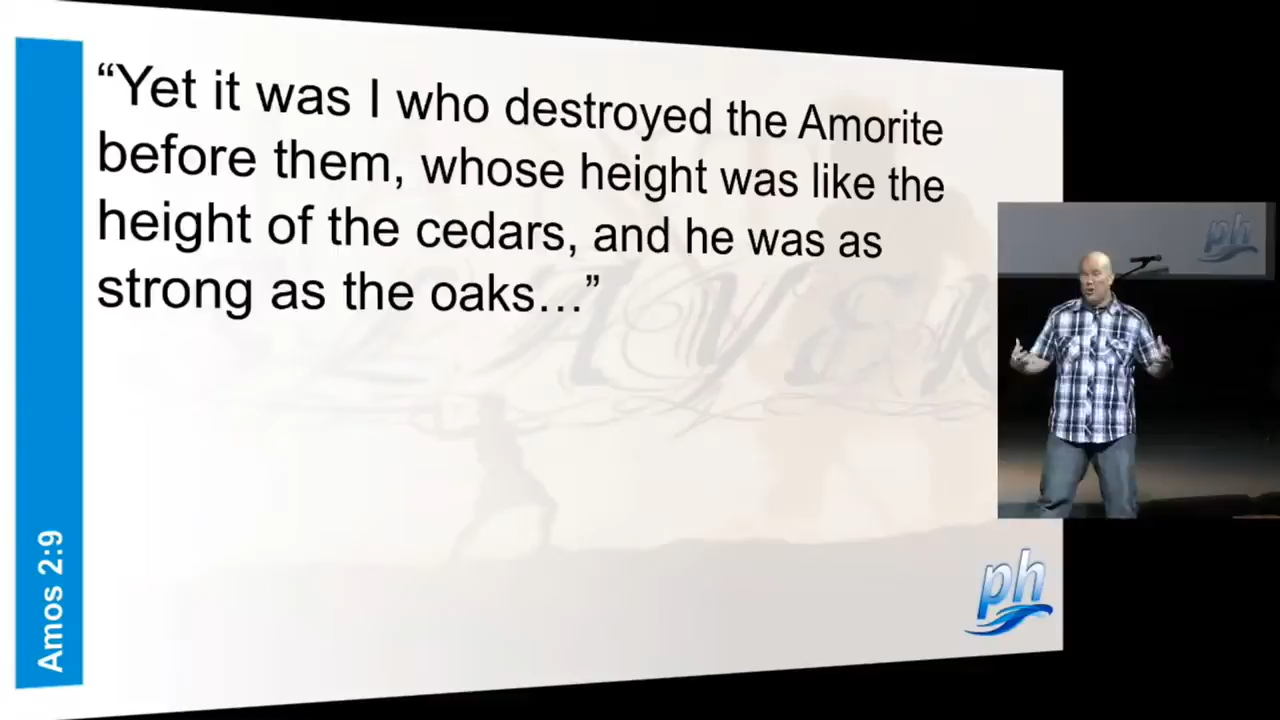 “Yet it was I who destroyed the Amorite
before them, whose height was like the
height of the cedars, and he was as
strong as the oaks…”
Amos 2:9
ph
ph